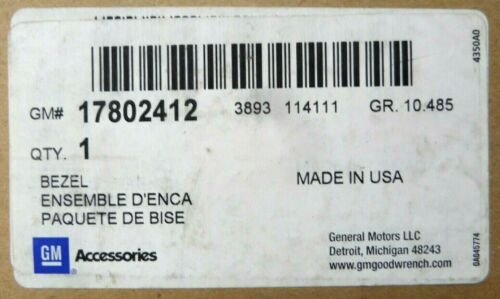 4350A0
GM# 17802412 3893 114111 GR. 10.485
QTY. 1
BEZEL MADE IN USA
ENSEMBLE D'ENCA
PAQUETE DE BISE
GM Accessories
General Motors LLC
Detroit, Michigan 48243
www.gmgoodwrench.com
0A045774